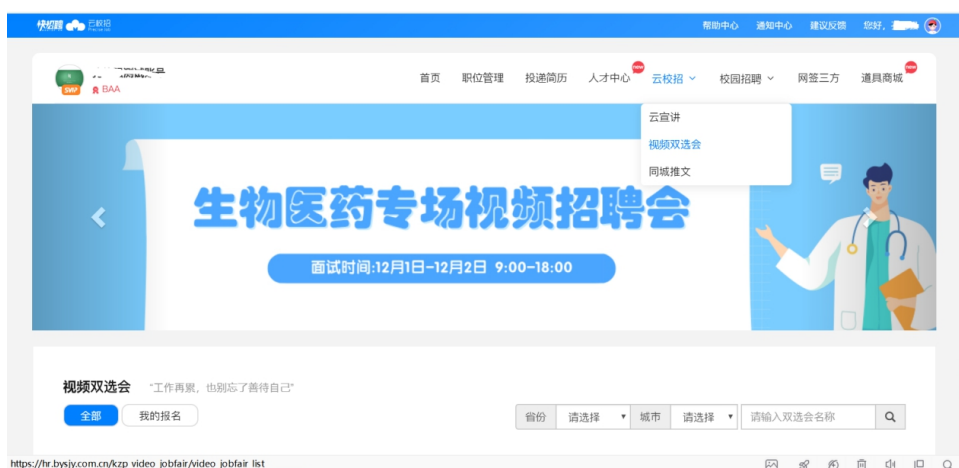 快招聘 云校招
帮助中心 通知中心 建议反馈 您好，
SVIP BAA
首页 职位管理 投递简历 人才中心 new 云校招 校园招聘 网签三方 道具商城 new
云宣讲
视频双选会
同城推文
生物医药专场视频招聘会
面试时间:12月1日-12月2日 9:00-18:00
视频双选会 "工作再累，也别忘了善待自己"
全部 我的报名
省份 请选择 城市 请选择 请输入双选会名称
https://hr.bysjy.com.cn/kzp_video_jobfair/video_jobfair_list